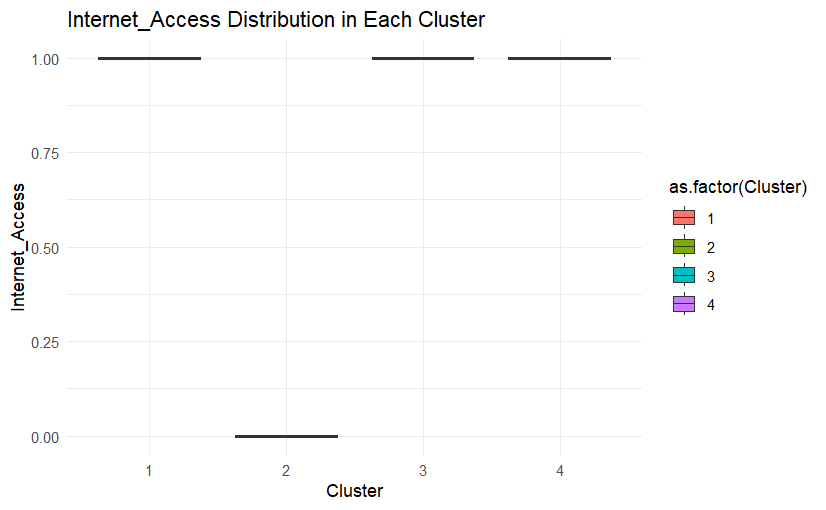 Internet_Access Distribution in Each Cluster
1.00
0.75
0.50
0.25
0.00
Internet_Access
1 2 3 4
Cluster
as.factor(Cluster)
1
2
3
4